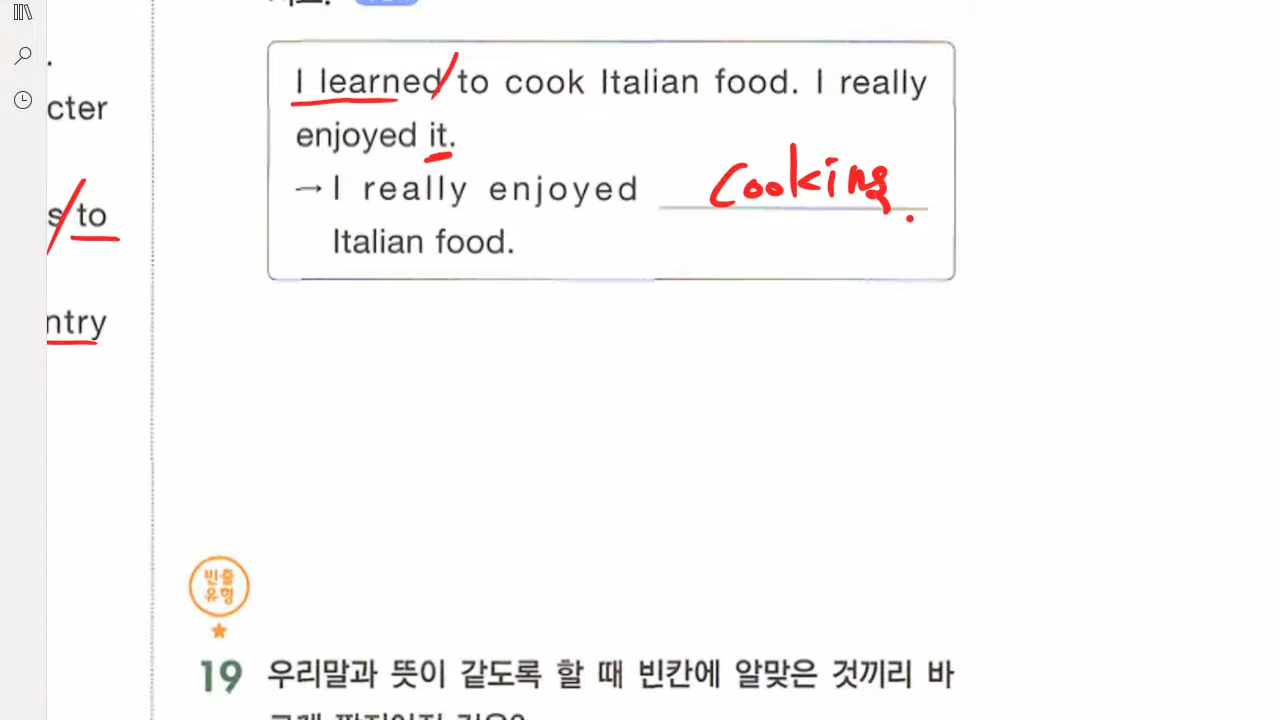 cter
s to
ntry
I learned to cook Italian food. I really
enjoyed it.
→ I really enjoyed cooking
Italian food.
빈출
유형
19 우리말과 뜻이 같도록 할 때 빈칸에 알맞은 것끼리 바